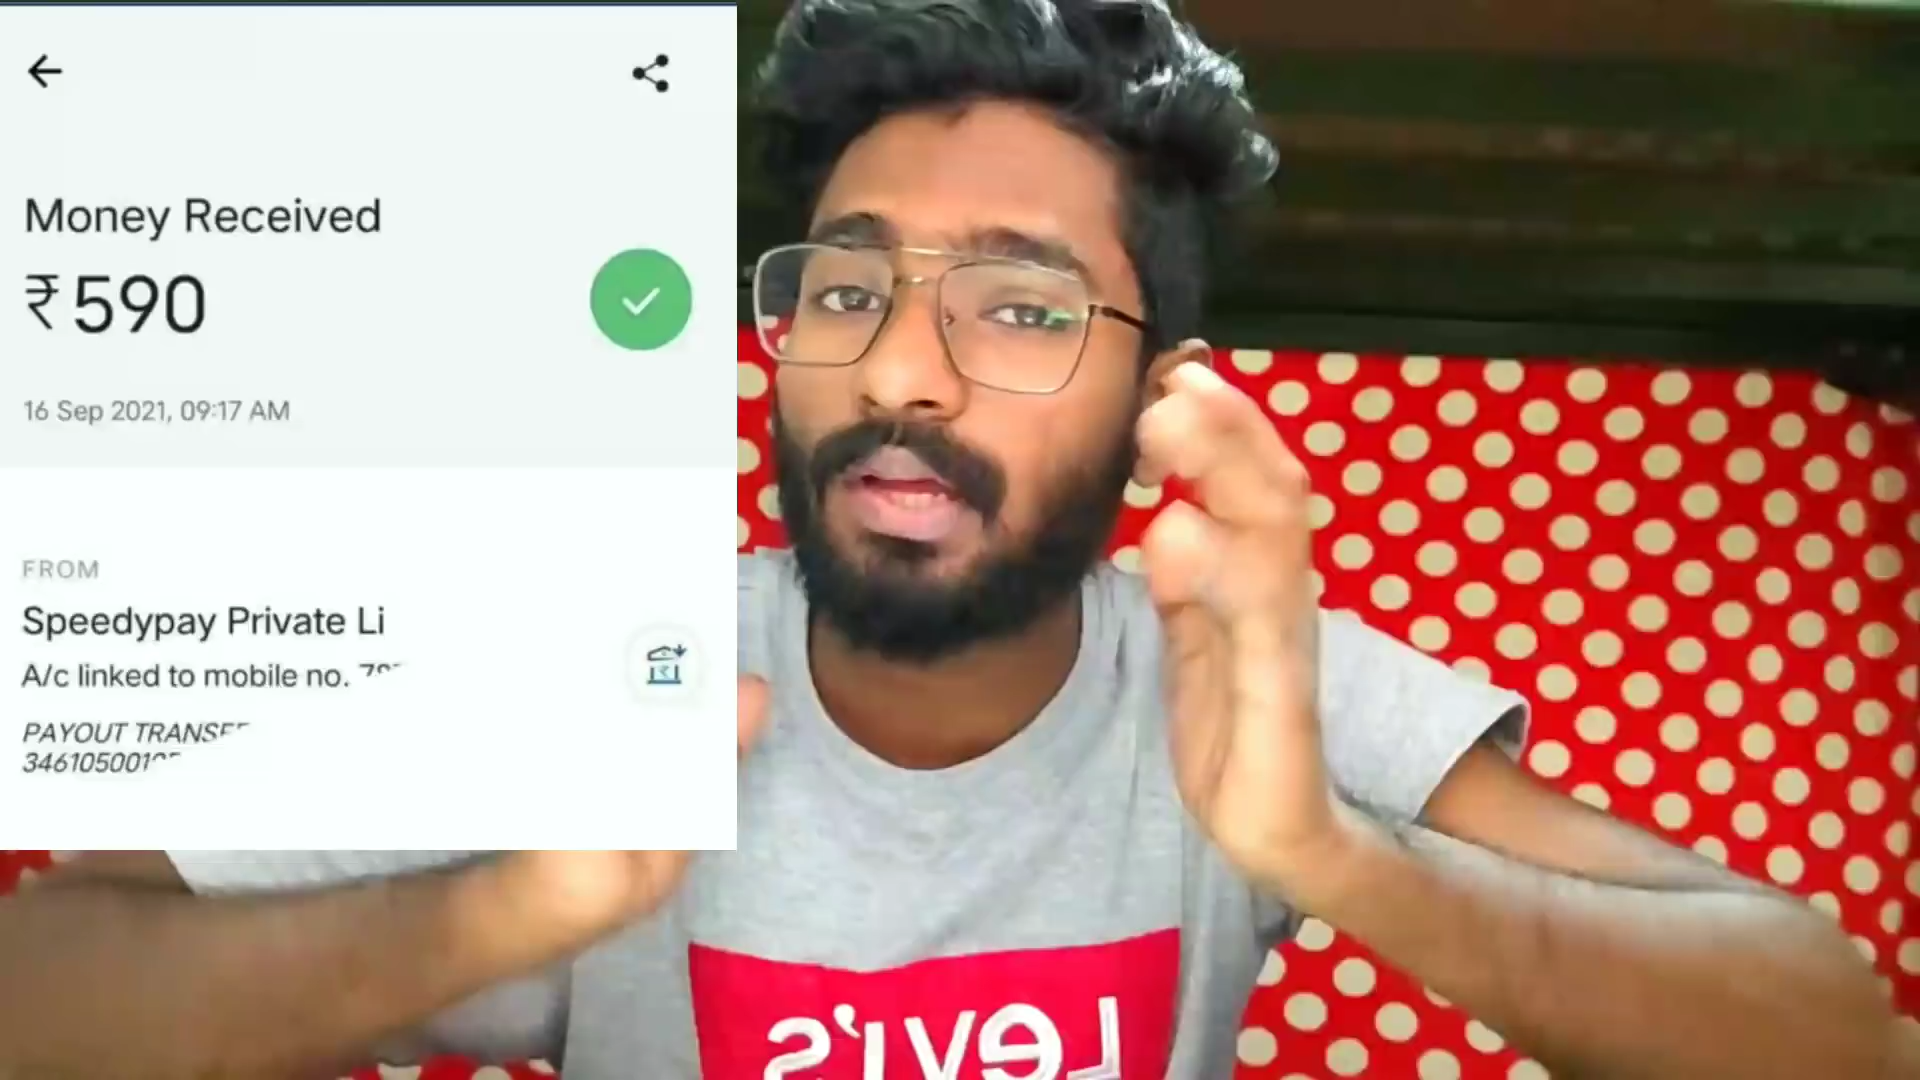 Money Received
₹590
16 Sep 2021, 09:17 AM
FROM
Speedypay Private Li
A/c linked to mobile no.
PAYOUT
346105001
Levi's